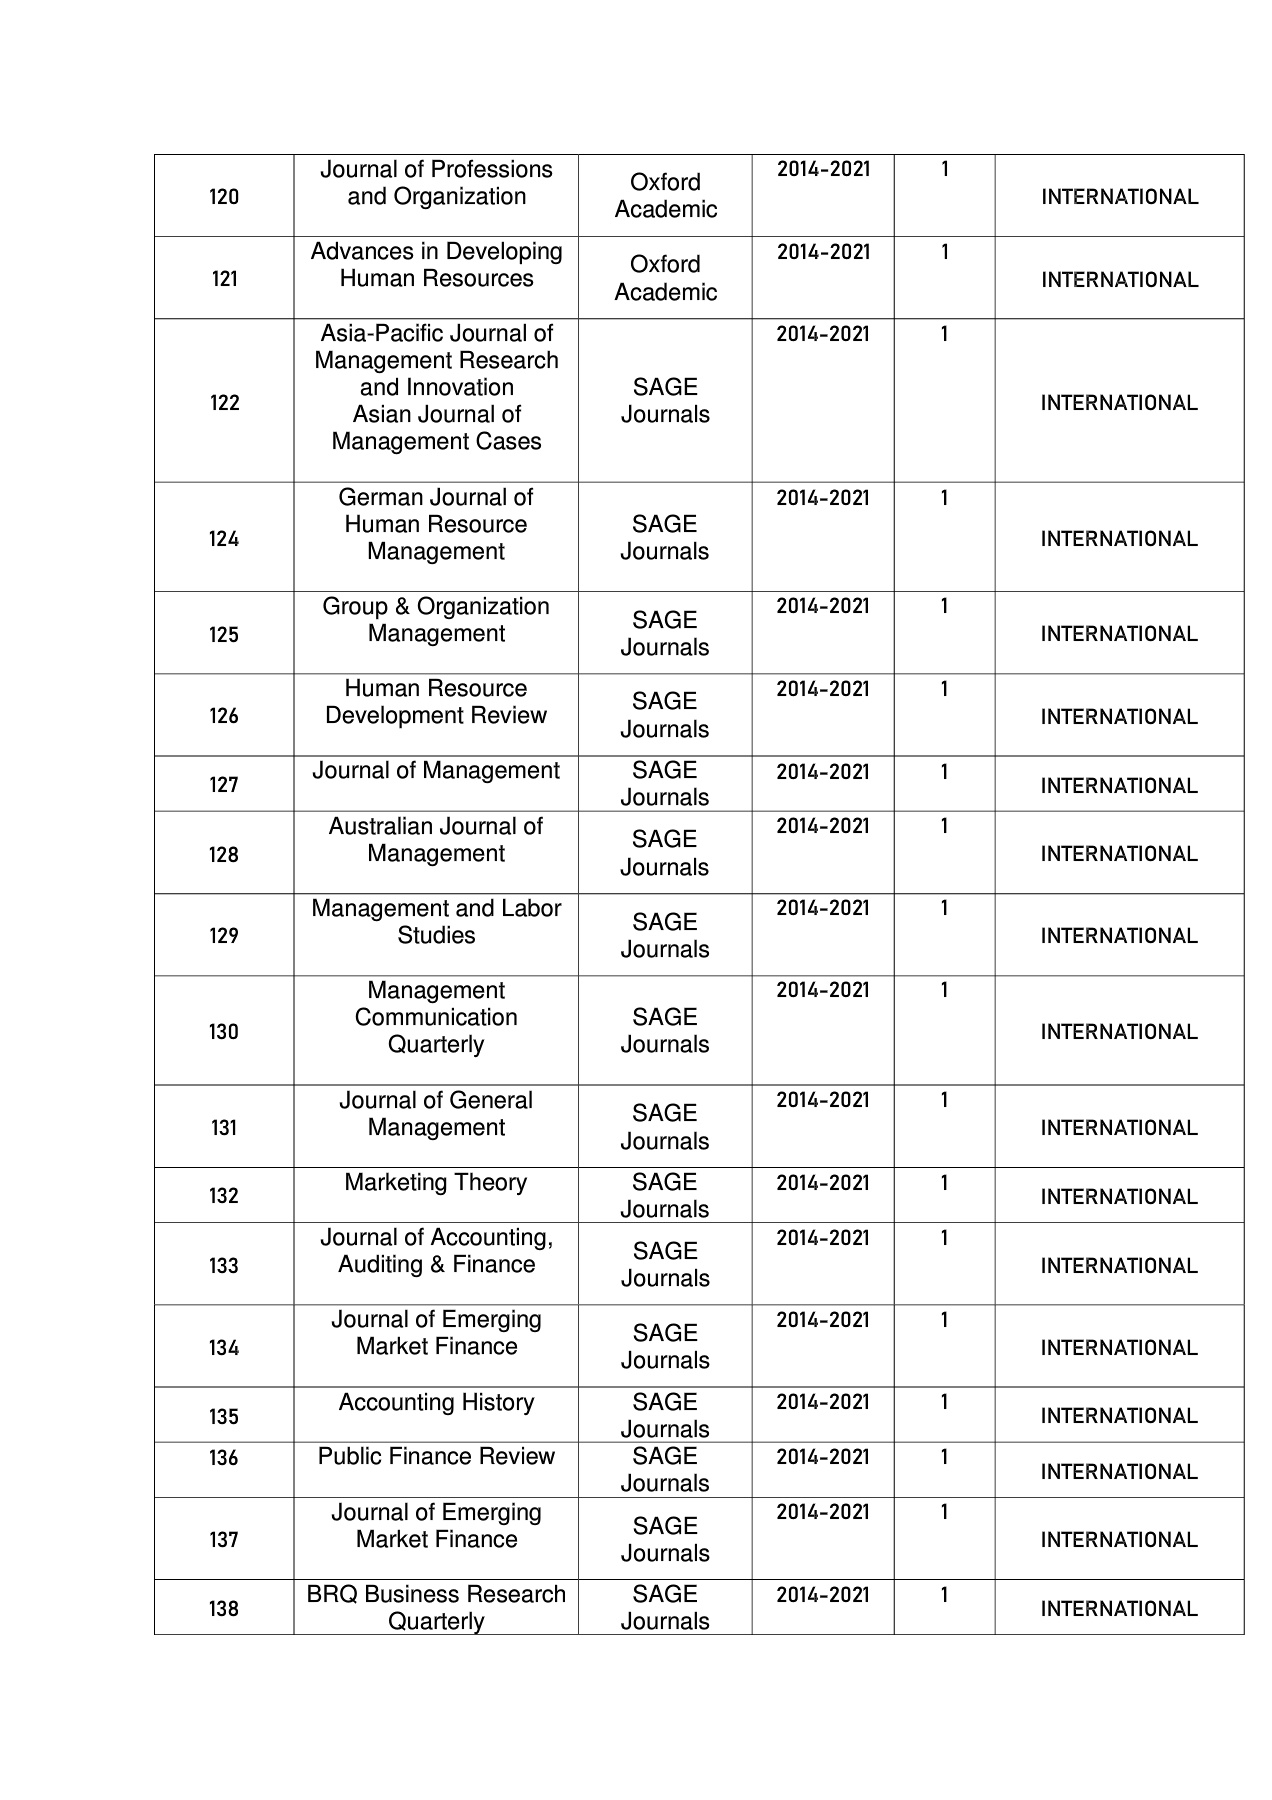 120
Journal of Professions
and Organization
Oxford
Academic
2014-2021
1
INTERNATIONAL
121
Advances in Developing
Human Resources
Oxford
Academic
2014-2021
1
INTERNATIONAL
122
Asia-Pacific Journal of
Management Research
and Innovation
Asian Journal of
Management Cases
SAGE
Journals
2014-2021
1
INTERNATIONAL
124
German Journal of
Human Resource
Management
SAGE
Journals
2014-2021
1
INTERNATIONAL
125
Group & Organization
Management
SAGE
Journals
2014-2021
1
INTERNATIONAL
126
Human Resource
Development Review
SAGE
Journals
2014-2021
1
INTERNATIONAL
127
Journal of Management
SAGE
Journals
2014-2021
1
INTERNATIONAL
128
Australian Journal of
Management
SAGE
Journals
2014-2021
1
INTERNATIONAL
129
Management and Labor
Studies
SAGE
Journals
2014-2021
1
INTERNATIONAL
130
Management
Communication
Quarterly
SAGE
Journals
2014-2021
1
INTERNATIONAL
131
Journal of General
Management
SAGE
Journals
2014-2021
1
INTERNATIONAL
132
Marketing Theory
SAGE
Journals
2014-2021
1
INTERNATIONAL
133
Journal of Accounting,
Auditing & Finance
SAGE
Journals
2014-2021
1
INTERNATIONAL
134
Journal of Emerging
Market Finance
SAGE
Journals
2014-2021
1
INTERNATIONAL
135
Accounting History
SAGE
Journals
2014-2021
1
INTERNATIONAL
136
Public Finance Review
SAGE
Journals
2014-2021
1
INTERNATIONAL
137
Journal of Emerging
Market Finance
SAGE
Journals
2014-2021
1
INTERNATIONAL
138
BRQ Business Research
Quarterly
SAGE
Journals
2014-2021
1
INTERNATIONAL